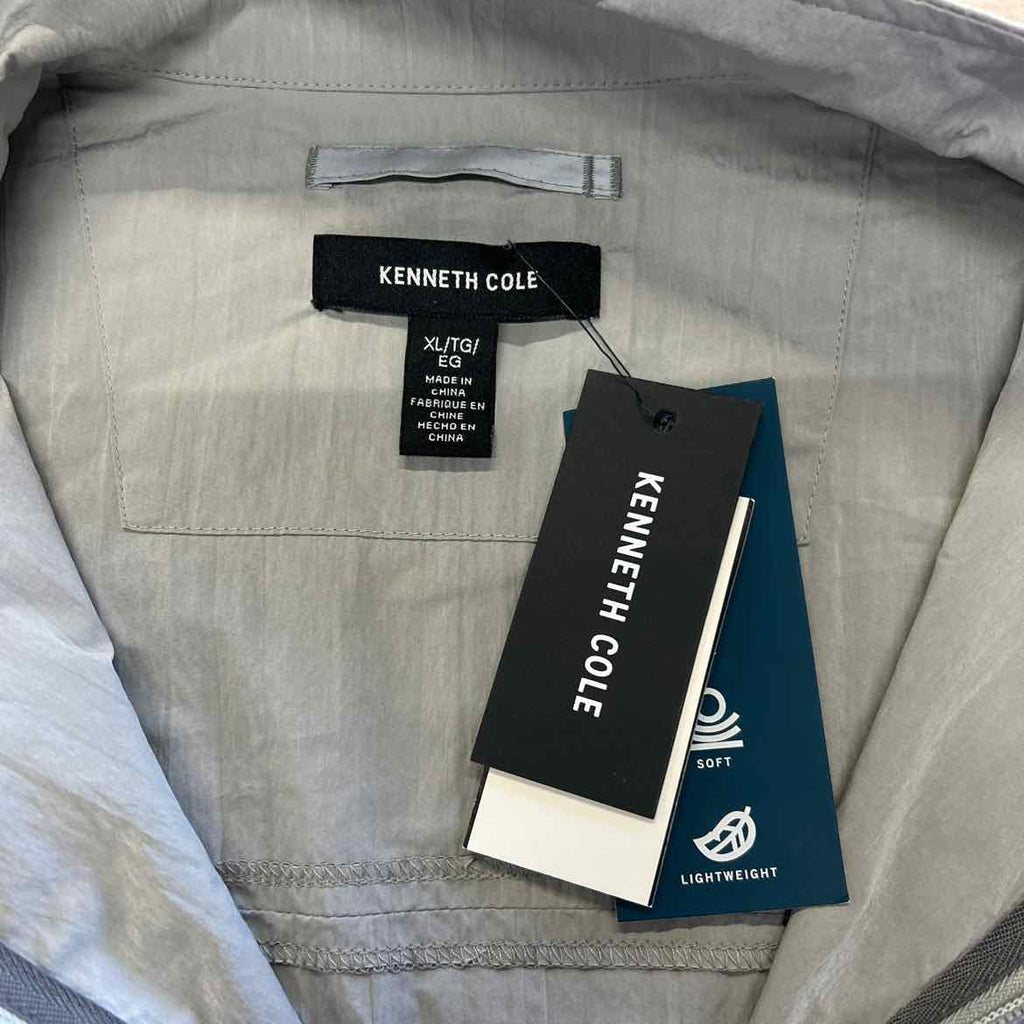 KENNETH COLE
XL/TG/
EG
MADE IN
CHINA
FABRIQUE EN
CHINE
HECHO EN
CHINA
KENNETH COLE
SOFT
LIGHTWEIGHT